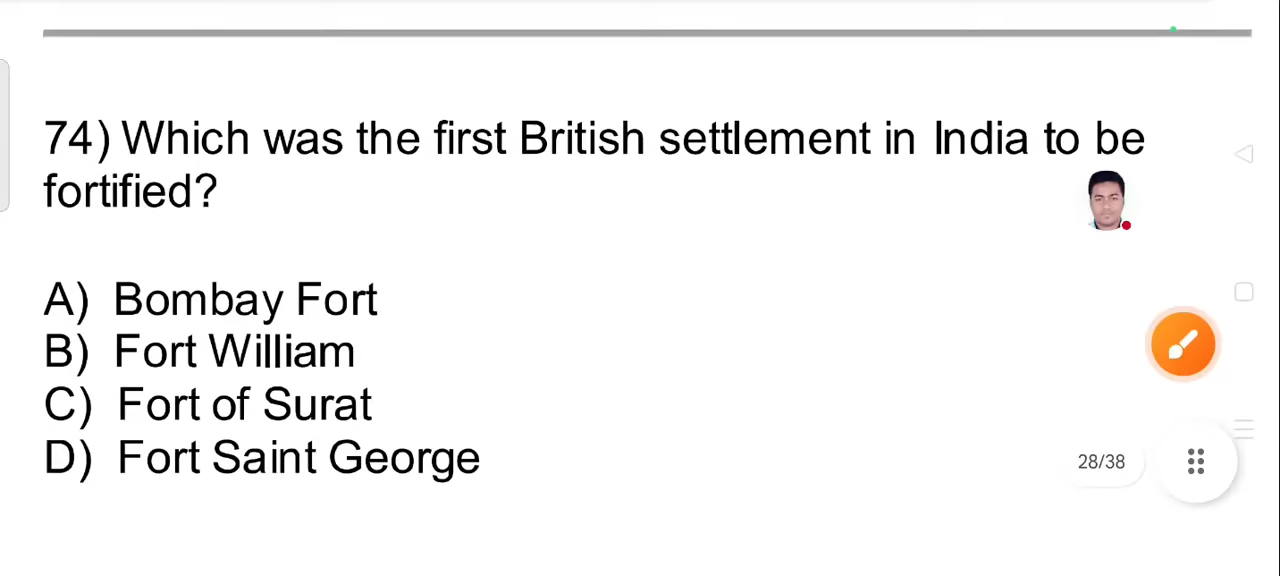 74) Which was the first British settlement in India to be
fortified?
A) Bombay Fort
B) Fort William
C) Fort of Surat
D) Fort Saint George
28/38